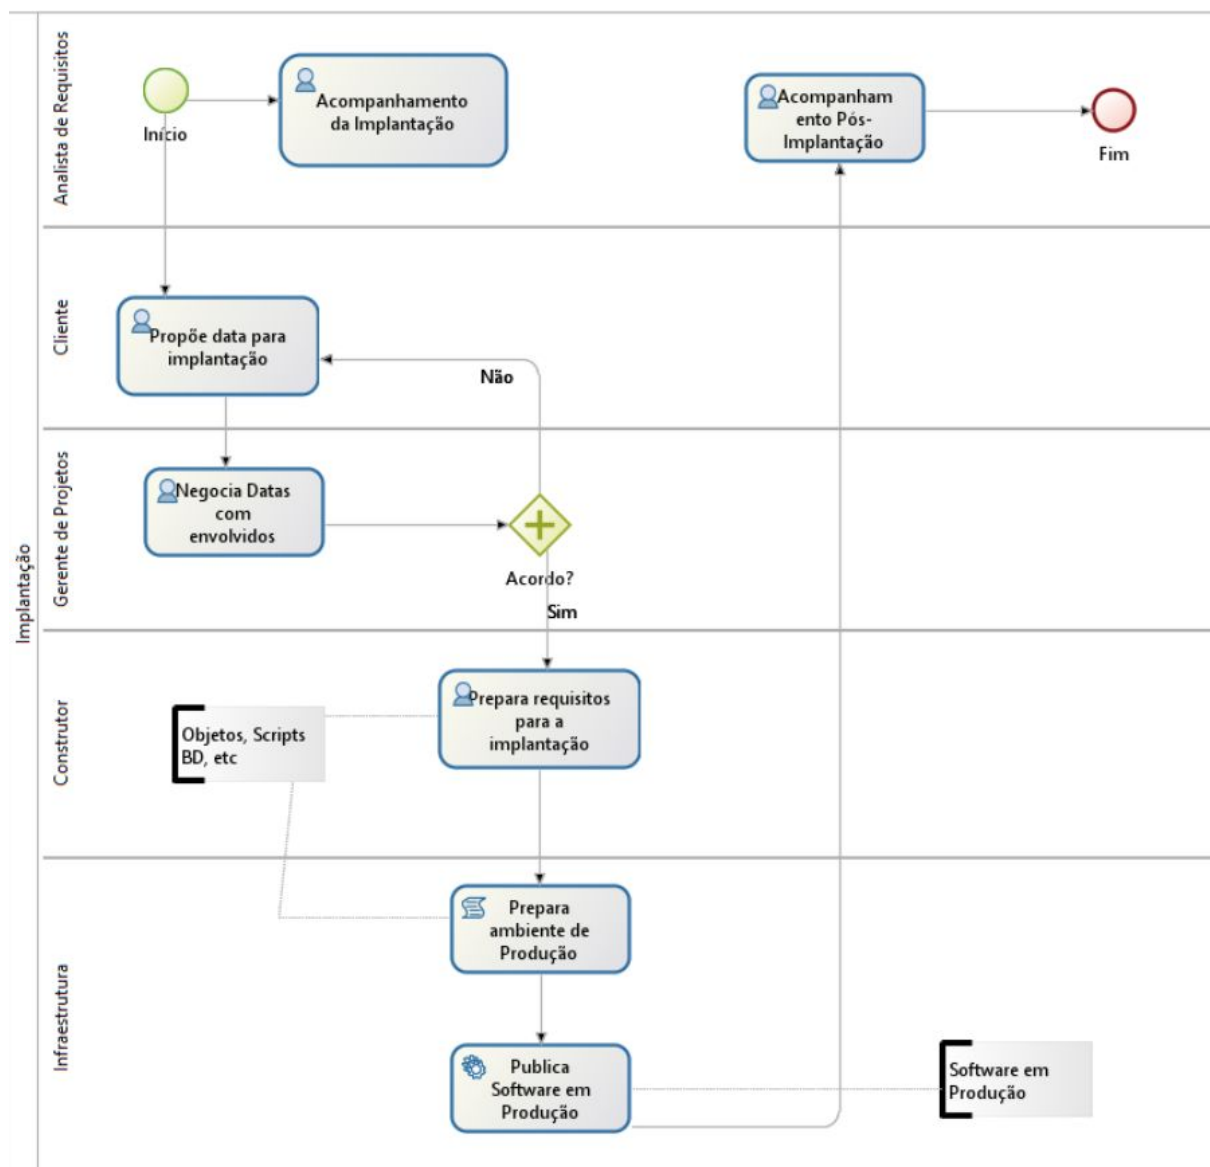 Implantação
Analista de Requisitos
Início
Acompanhamento
da Implantação
Acompanham
ento Pós-
Implantação
Fim
Cliente
Propõe data para
implantação
Não
Gerente de Projetos
Negocia Datas
com
envolvidos
Acordo?
Sim
Construtor
Objetos, Scripts
BD, etc
Prepara requisitos
para a
implantação
Infraestrutura
Prepara
ambiente de
Produção
Publica
Software em
Produção
Software em
Produção